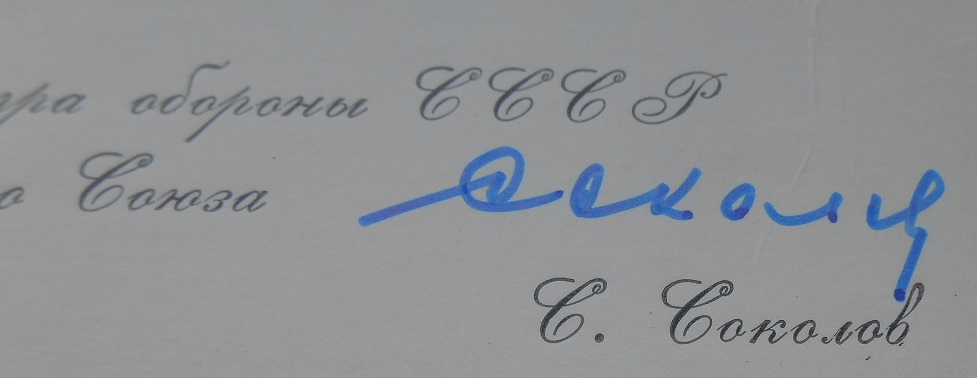 ра обороны СССР
о Союза
С. Соколов